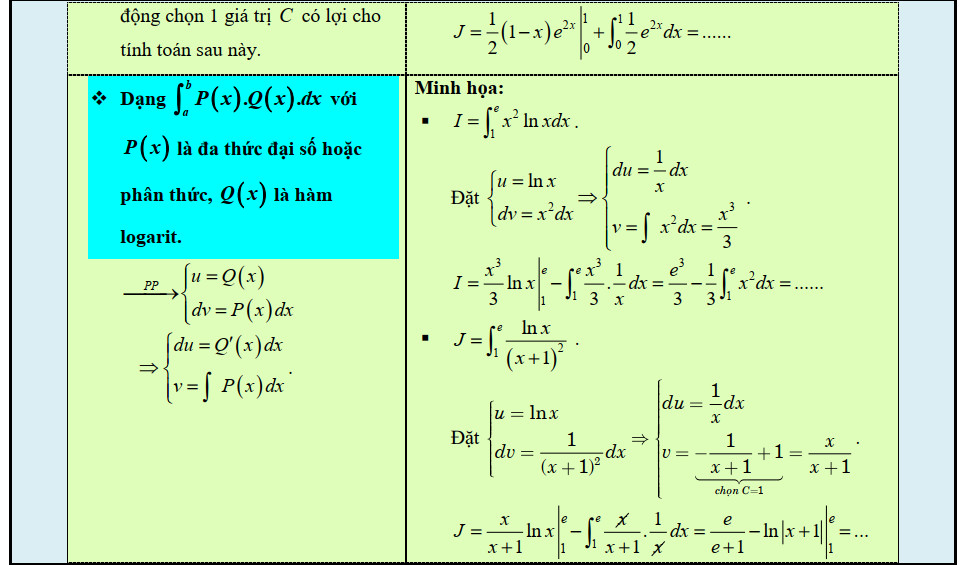 động chọn 1 giá trị C có lợi cho
tính toán sau này.
J = \frac{1}{2}(1-x)e^{2x}\Big|_0^1 + \int_0^1 \frac{1}{2}e^{2x}dx = ......
❖ Dạng \int_a^b P(x).Q(x).dx với
P(x) là đa thức đại số hoặc
phân thức, Q(x) là hàm
logarit.
\xrightarrow{PP} \begin{cases} u = Q(x) \\ dv = P(x)dx \end{cases}
\Rightarrow \begin{cases} du = Q'(x)dx \\ v = \int P(x)dx \end{cases}.
Minh họa:
▪ I = \int_1^e x^2 \ln xdx.
Đặt \begin{cases} u = \ln x \\ dv = x^2dx \end{cases} \Rightarrow \begin{cases} du = \frac{1}{x}dx \\ v = \int x^2dx = \frac{x^3}{3} \end{cases}.
I = \frac{x^3}{3}\ln x\Big|_1^e - \int_1^e \frac{x^3}{3}.\frac{1}{x}dx = \frac{e^3}{3} - \frac{1}{3}\int_1^e x^2dx = ......
▪ J = \int_1^e \frac{\ln x}{(x+1)^2}.
Đặt \begin{cases} u = \ln x \\ dv = \frac{1}{(x+1)^2}dx \end{cases} \Rightarrow \begin{cases} du = \frac{1}{x}dx \\ v = \underbrace{-\frac{1}{x+1}+1}_{chọn C=1} = \frac{x}{x+1} \end{cases}.
J = \frac{x}{x+1}\ln x\Big|_1^e - \int_1^e \frac{\cancel{x}}{x+1}.\frac{1}{\cancel{x}}dx = \frac{e}{e+1} - \ln|x+1|\Big|_1^e = ...